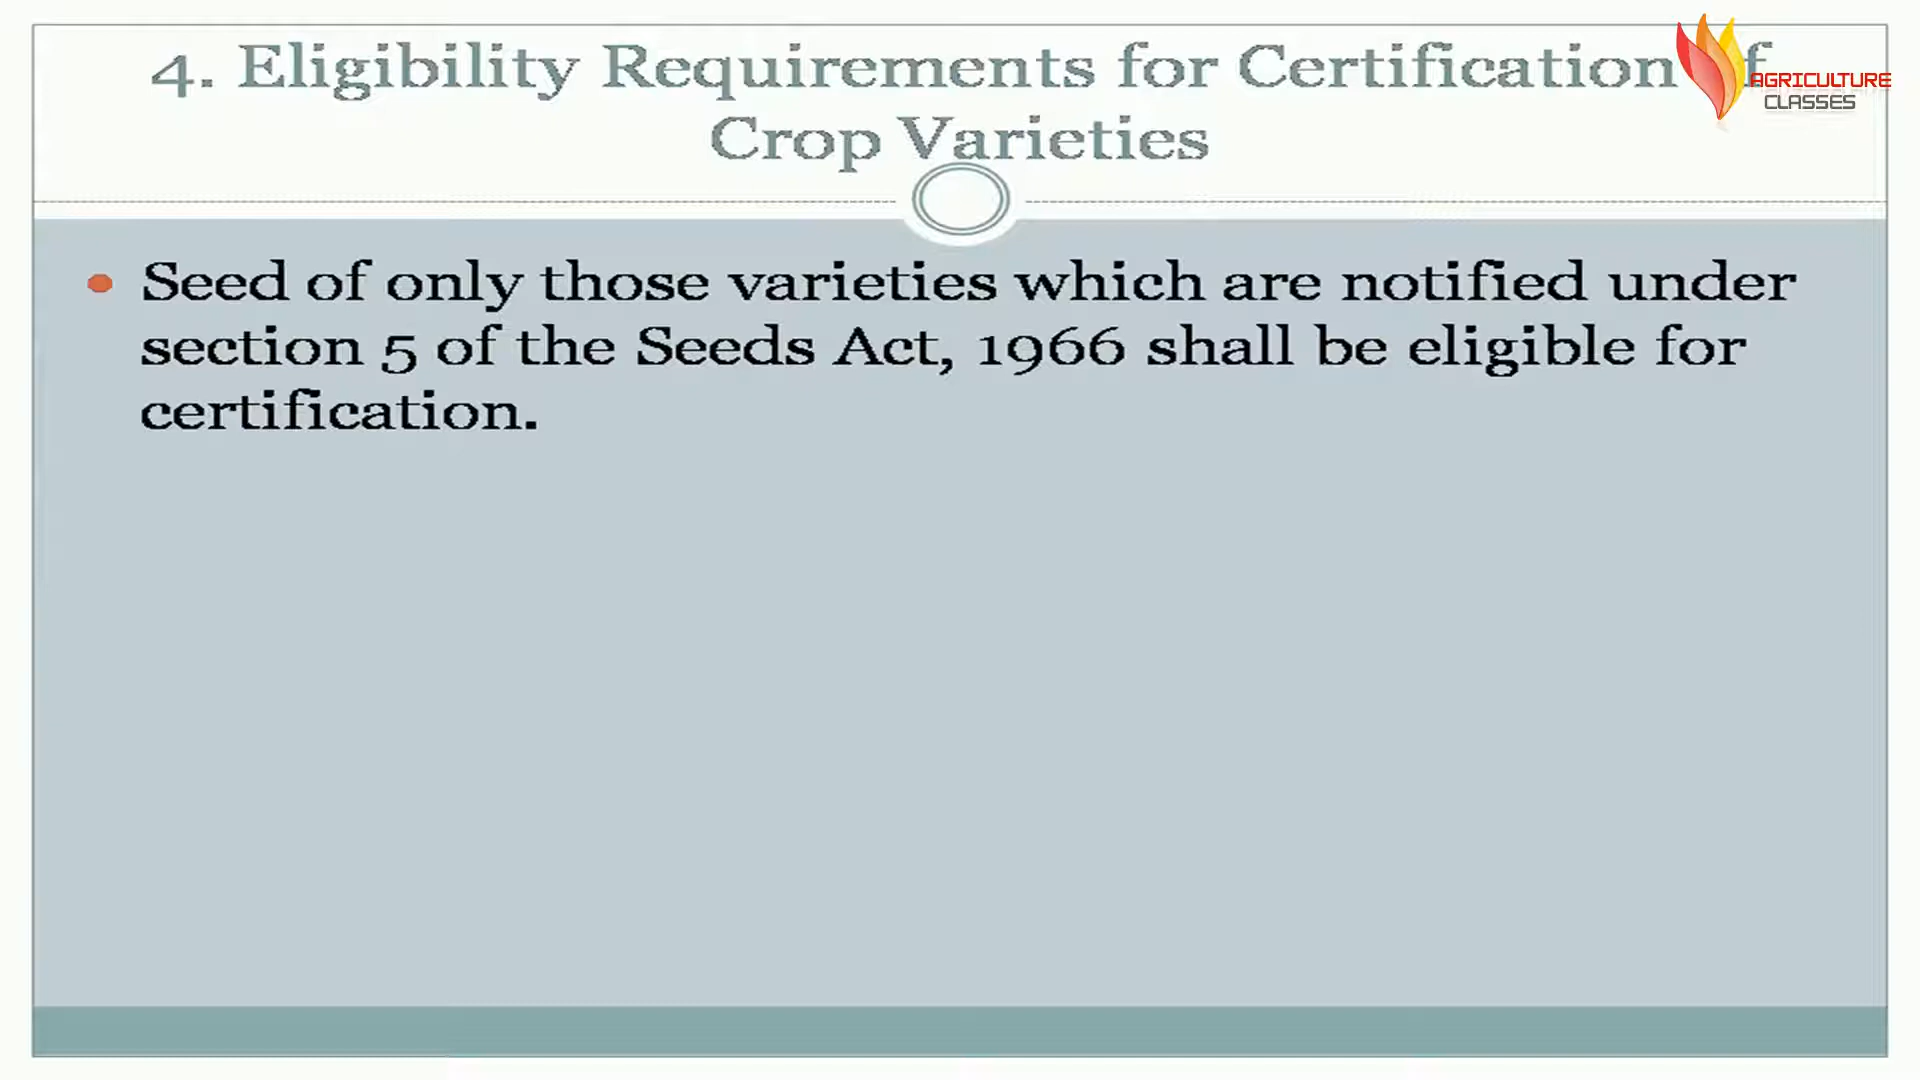 4. Eligibility Requirements for Certification of
Crop Varieties
AGRICULTURE
CLASSES
• Seed of only those varieties which are notified under
section 5 of the Seeds Act, 1966 shall be eligible for
certification.